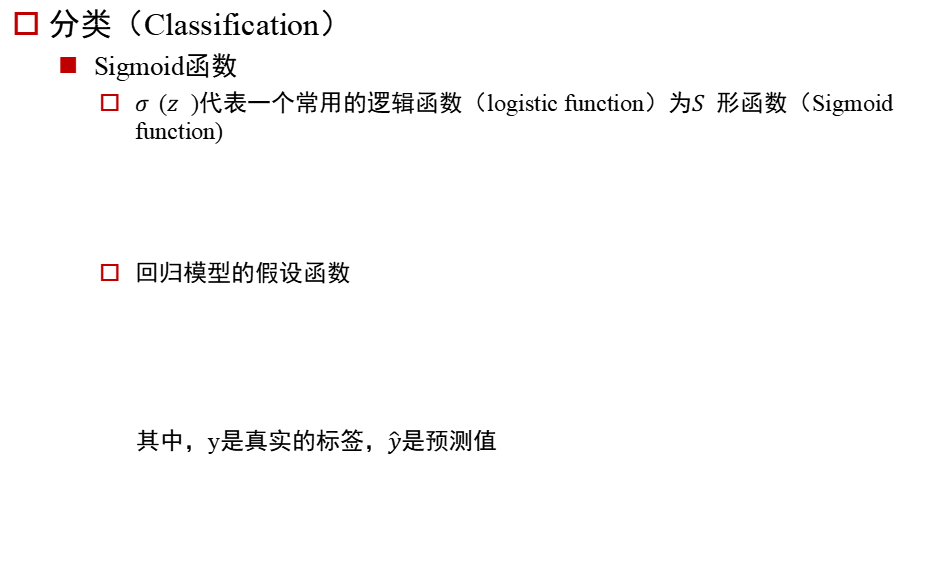 分类（Classification）
Sigmoid函数
σ (z )代表一个常用的逻辑函数（logistic function）为S 形函数（Sigmoid
function)
回归模型的假设函数
其中，y是真实的标签，ŷ是预测值